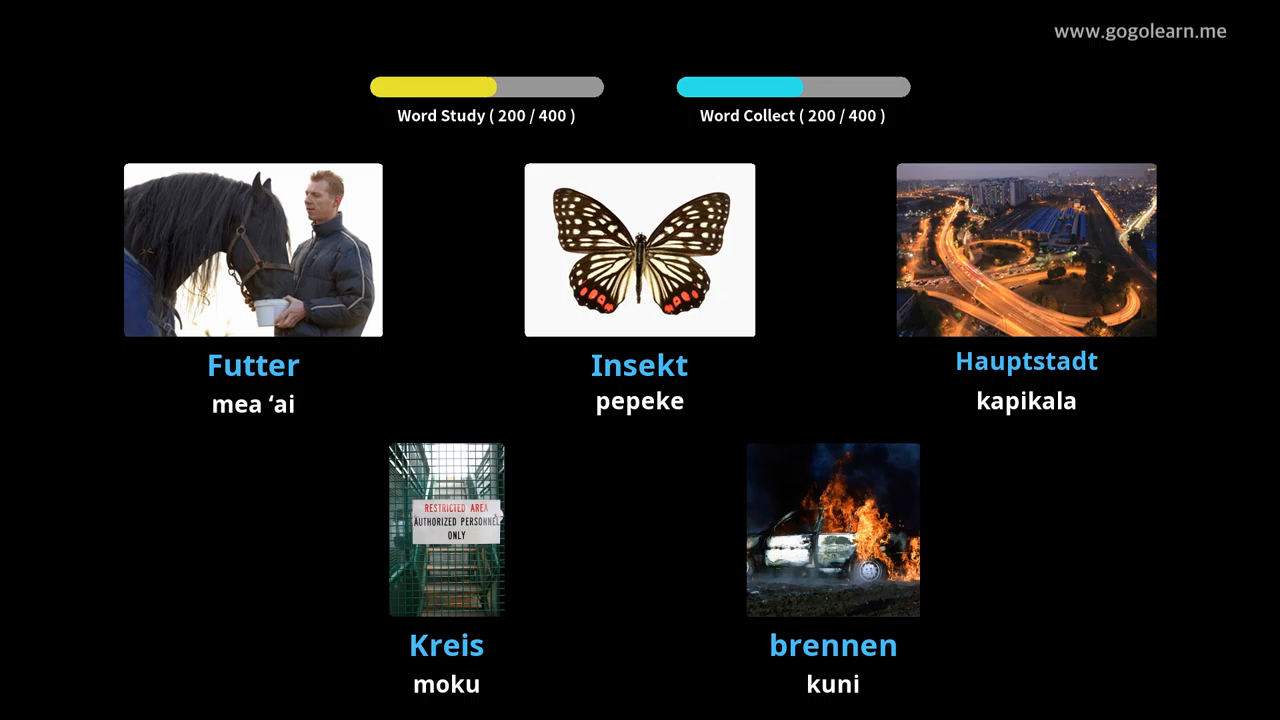 www.gogolearn.me
Word Study ( 200 / 400 )
Word Collect ( 200 / 400 )
Futter
mea ‘ai
Insekt
pepeke
Hauptstadt
kapikala
RESTRICTED AREA
AUTHORIZED PERSONNEL
ONLY
Kreis
moku
brennen
kuni